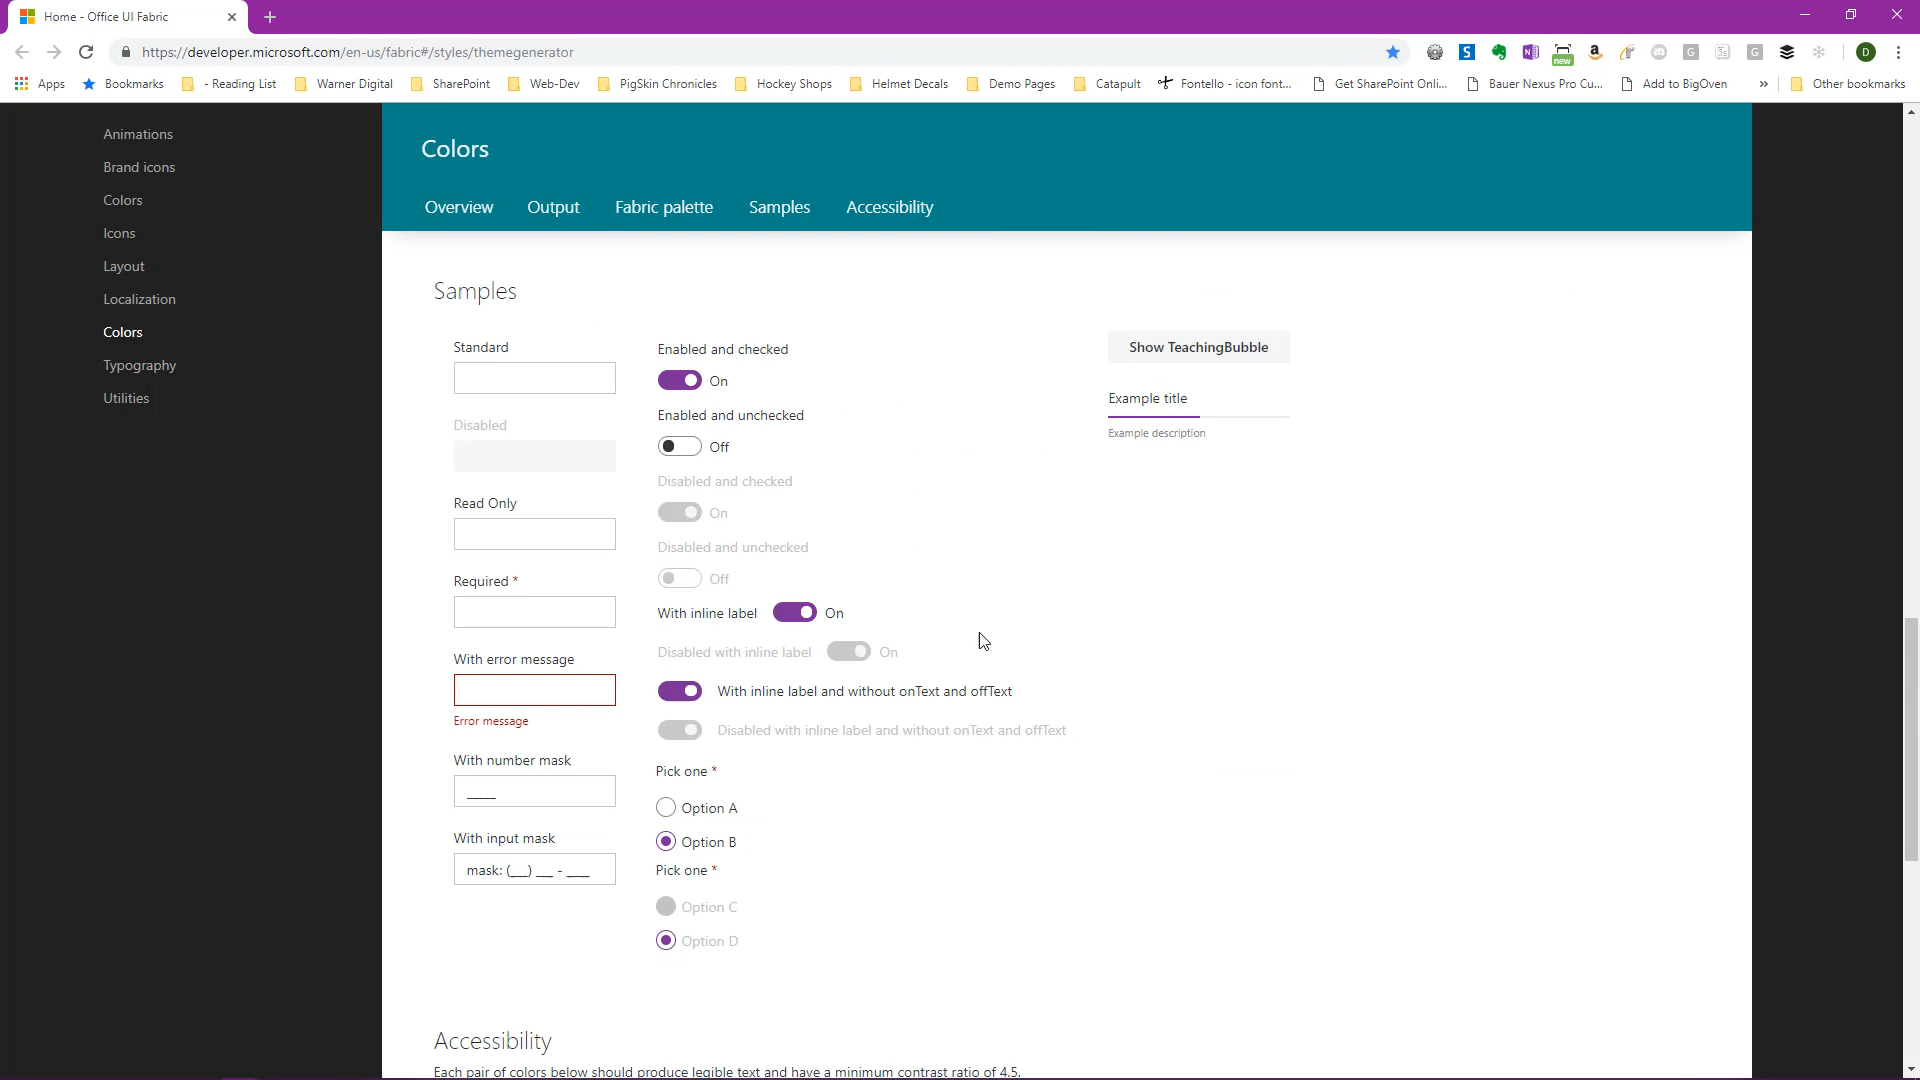 Home - Office UI Fabric
https://developer.microsoft.com/en-us/fabric#/styles/themegenerator
new
D
Apps Bookmarks - Reading List Warner Digital SharePoint Web-Dev PigSkin Chronicles Hockey Shops Helmet Decals Demo Pages Catapult Fontello - icon font... Get SharePoint Onli... Bauer Nexus Pro Cu... Add to BigOven » Other bookmarks
Animations
Brand icons
Colors
Icons
Layout
Localization
Colors
Typography
Utilities
Colors
Overview Output Fabric palette Samples Accessibility
Samples
Standard
Disabled
Read Only
Required *
With error message
Error message
With number mask
____
With input mask
mask: (___) ___ - ____
Enabled and checked
On
Enabled and unchecked
Off
Disabled and checked
On
Disabled and unchecked
Off
With inline label On
Disabled with inline label On
With inline label and without onText and offText
Disabled with inline label and without onText and offText
Pick one *
Option A
Option B
Pick one *
Option C
Option D
Show TeachingBubble
Example title
Example description
Accessibility
Each pair of colors below should produce legible text and have a minimum contrast ratio of 4.5.